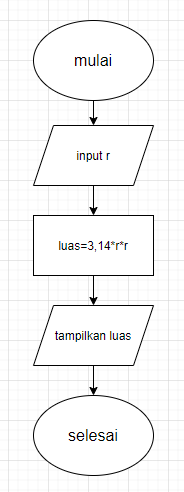 mulai
input r
luas=3,14*r*r
tampilkan luas
selesai